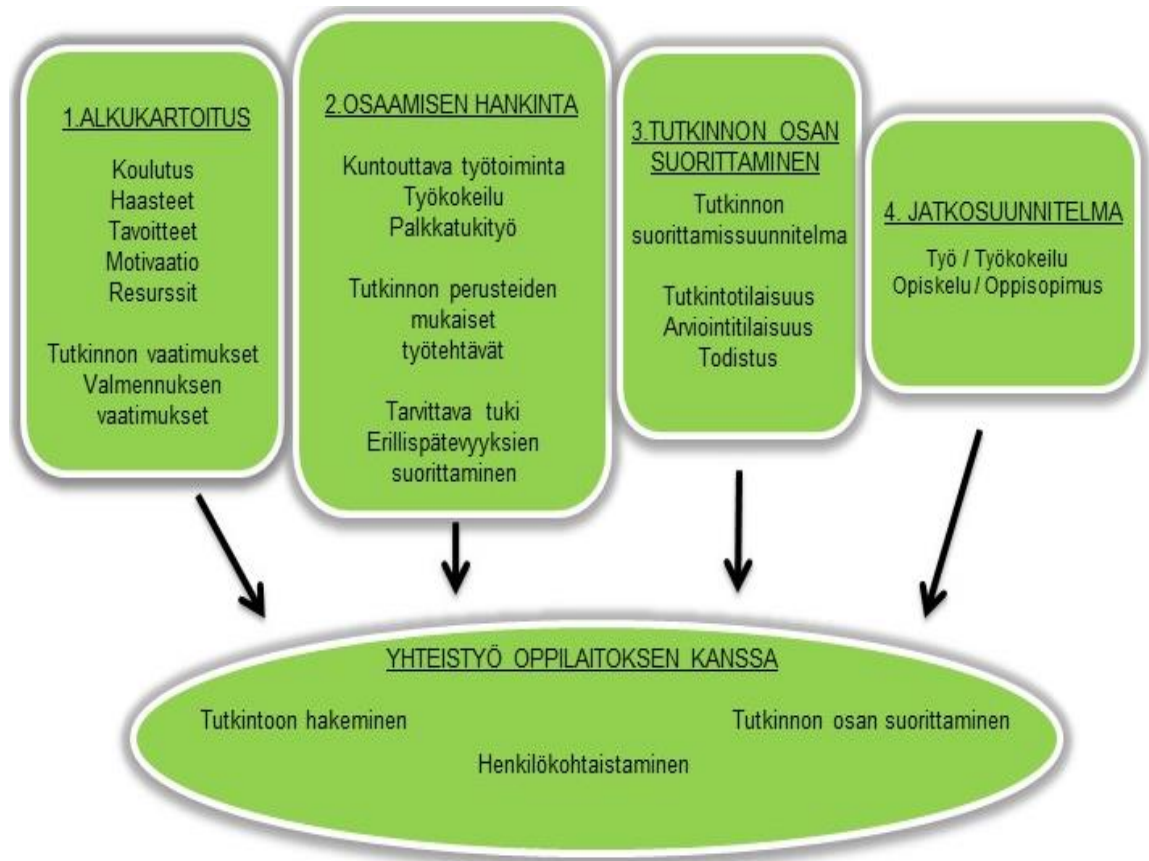 1.ALKUKARTOITUS
Koulutus
Haasteet
Tavoitteet
Motivaatio
Resurssit
Tutkinnon vaatimukset
Valmennuksen
vaatimukset
2.OSAAMISEN HANKINTA
Kuntouttava työtoiminta
Työkokeilu
Palkkatukityö
Tutkinnon perusteiden
mukaiset
työtehtävät
Tarvittava tuki
Erillispätevyyksien
suorittaminen
3.TUTKINNON OSAN
SUORITTAMINEN
Tutkinnon
suorittamissuunnitelma
Tutkintotilaisuus
Arviointitilaisuus
Todistus
4. JATKOSUUNNITELMA
Työ / Työkokeilu
Opiskelu / Oppisopimus
YHTEISTYÖ OPPILAITOKSEN KANSSA
Tutkintoon hakeminen
Tutkinnon osan suorittaminen
Henkilökohtaistaminen